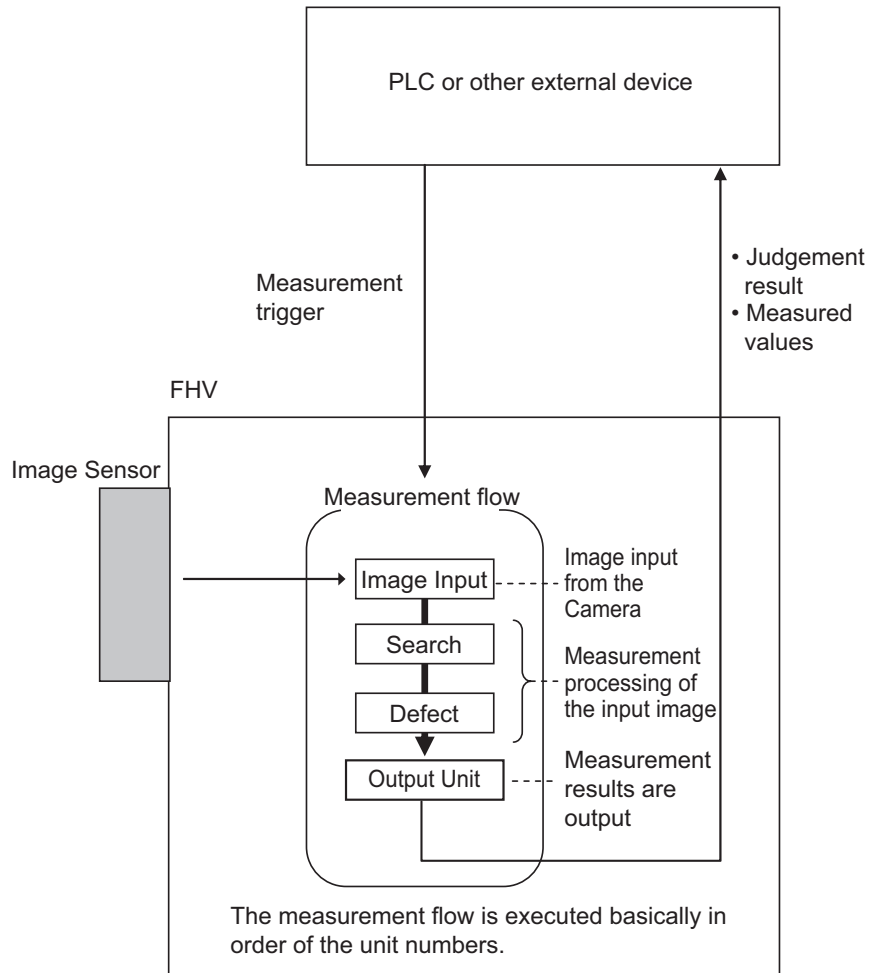 PLC or other external device
Measurement
trigger
• Judgement
result
• Measured
values
FHV
Image Sensor
Measurement flow
Image Input
Image input
from the
Camera
Search
Defect
Measurement
processing of
the input image
Output Unit
Measurement
results are
output
The measurement flow is executed basically in
order of the unit numbers.